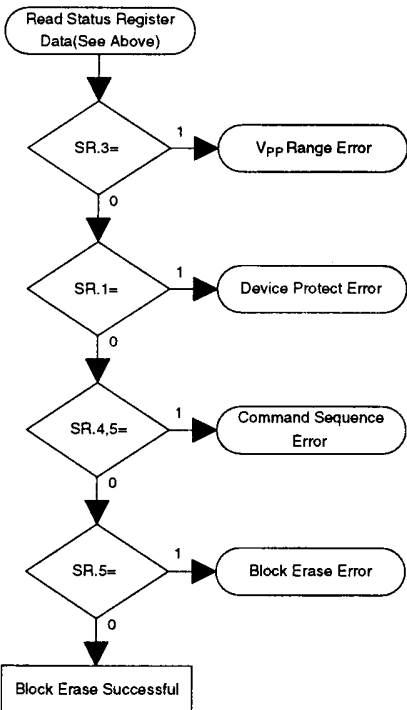 Read Status Register
Data(See Above)
SR.3=
1
VPP Range Error
0
SR.1=
1
Device Protect Error
0
SR.4,5=
1
Command Sequence
Error
0
SR.5=
1
Block Erase Error
0
Block Erase Successful